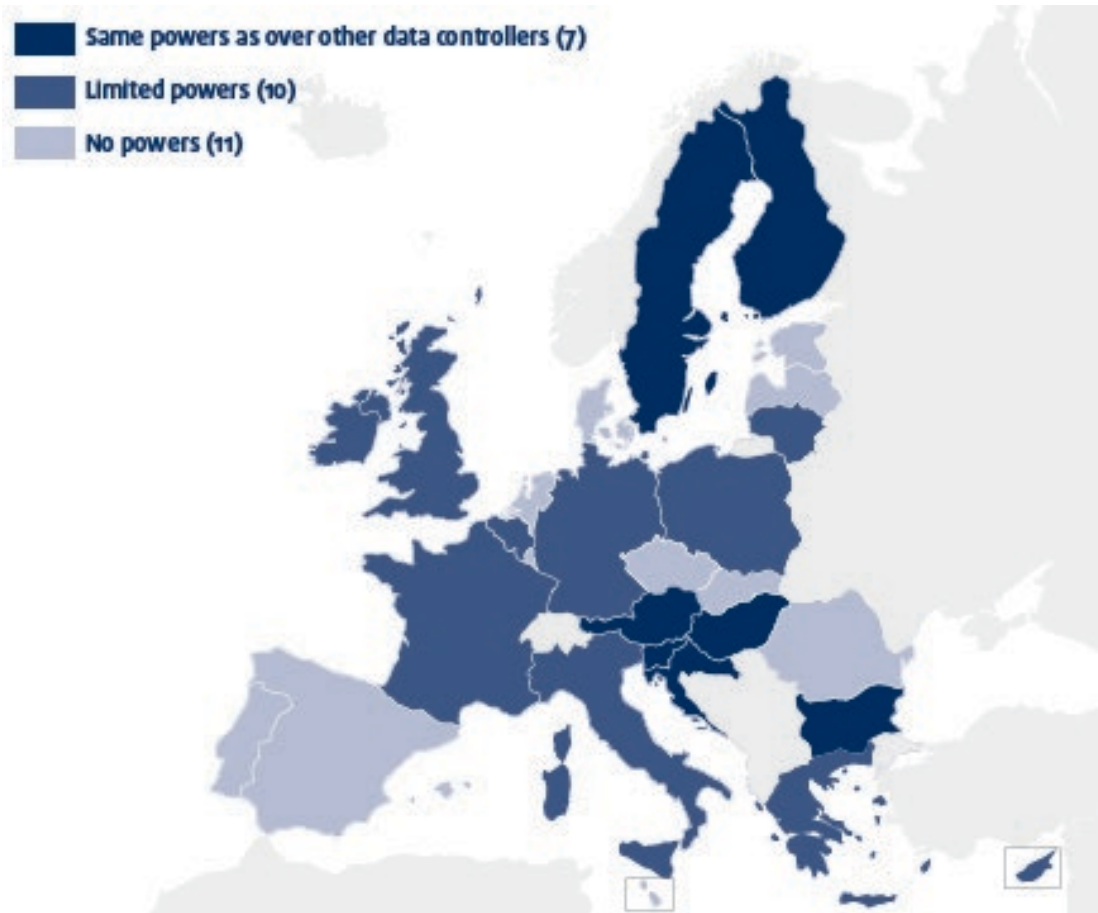 Same powers as over other data controllers (7)
Limited powers (10)
No powers (11)